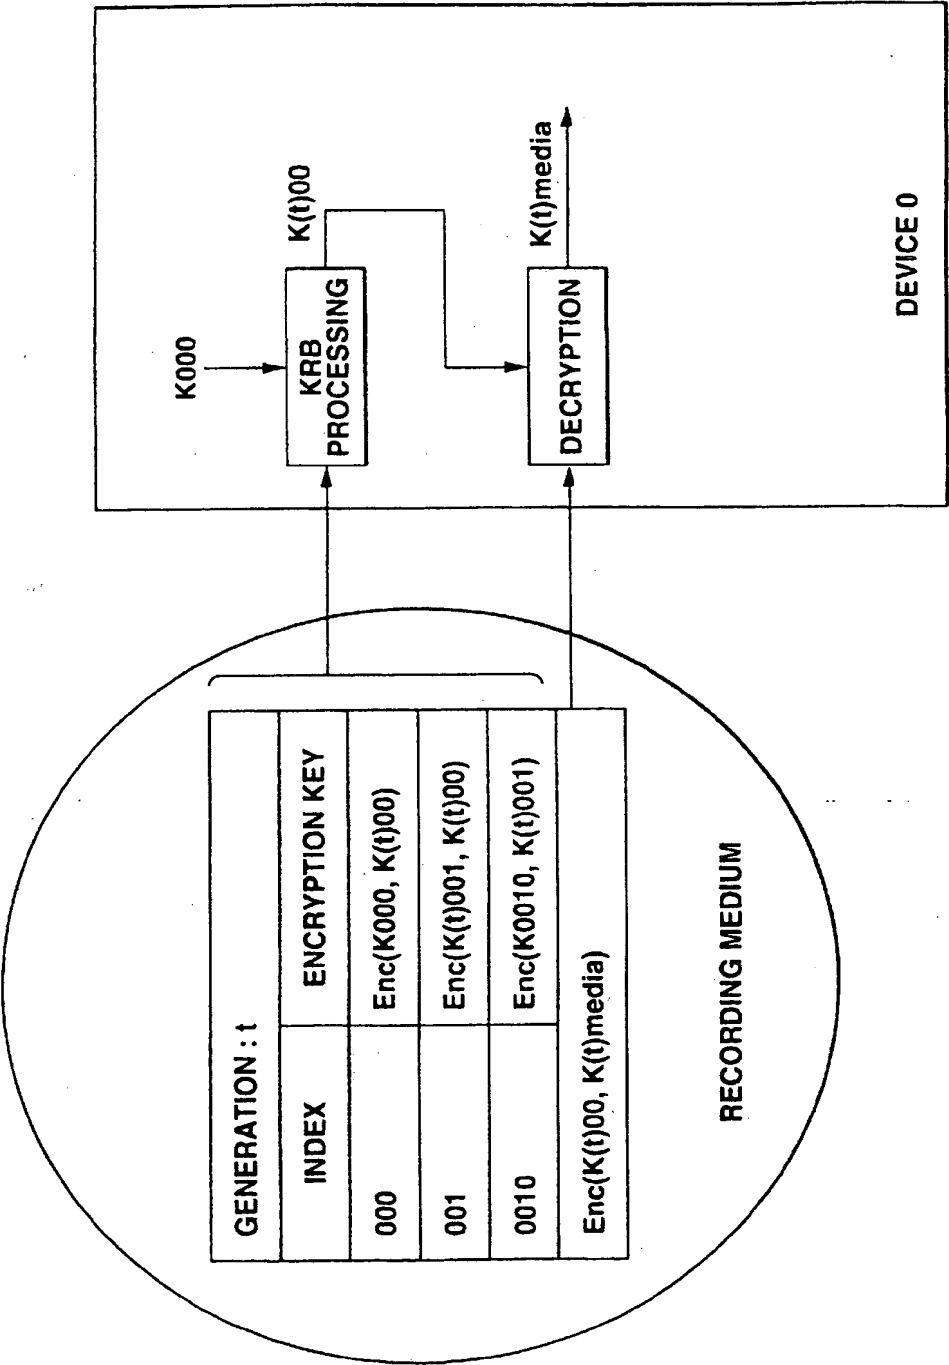 GENERATION : t
INDEX ENCRYPTION KEY
000 Enc(K000, K(t)00)
001 Enc(K(t)001, K(t)00)
0010 Enc(K0010, K(t)001)
Enc(K(t)00, K(t)media)
RECORDING MEDIUM
K000
KRB
PROCESSING
K(t)00
DECRYPTION
K(t)media
DEVICE 0